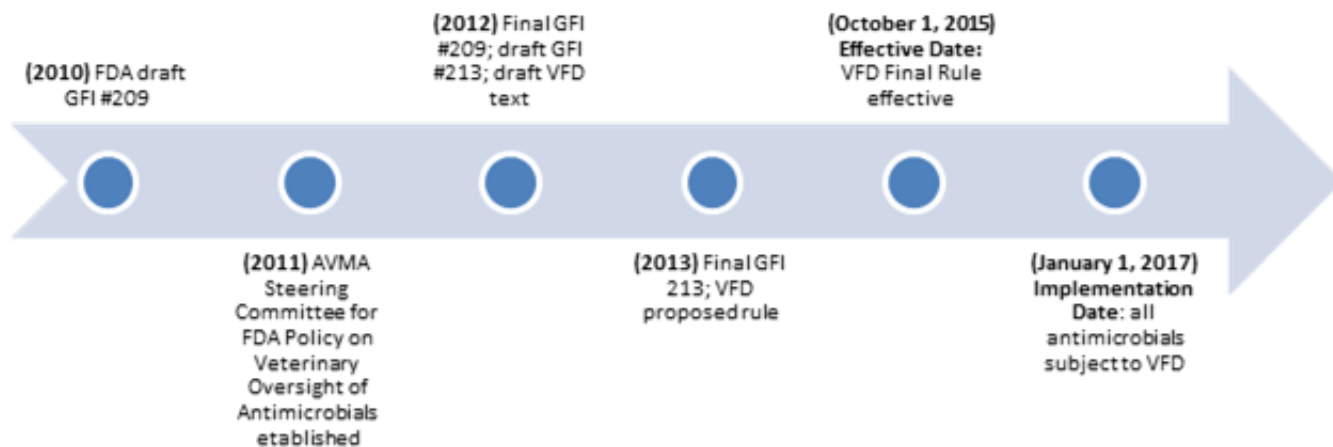 (2010) FDA draft
GFI #209
(2011) AVMA
Steering
Committee for
FDA Policy on
Veterinary
Oversight of
Antimicrobials
etablished
(2012) Final GFI
#209; draft GFI
#213; draft VFD
text
(2013) Final GFI
213; VFD
proposed rule
(October 1, 2015)
Effective Date:
VFD Final Rule
effective
(January 1, 2017)
Implementation
Date: all
antimicrobials
subject to VFD